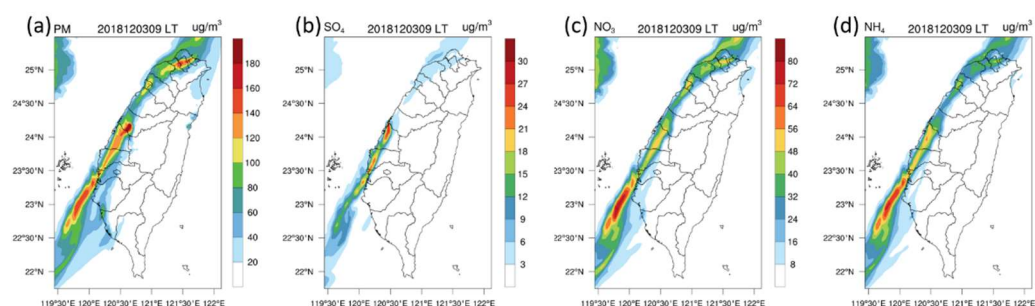 (a) PM 2018120309 LT ug/m³
25°N
24°30'N
24°N
23°30'N
23°N
22°30'N
22°N
119°30'E 120°E 120°30'E 121°E 121°30'E 122°E
180
160
140
120
100
80
60
40
20
(b) SO₄ 2018120309 LT ug/m³
25°N
24°30'N
24°N
23°30'N
23°N
22°30'N
22°N
119°30'E 120°E 120°30'E 121°E 121°30'E 122°E
30
27
24
21
18
15
12
9
6
3
(c) NO₃ 2018120309 LT ug/m³
25°N
24°30'N
24°N
23°30'N
23°N
22°30'N
22°N
119°30'E 120°E 120°30'E 121°E 121°30'E 122°E
80
72
64
56
48
40
32
24
16
8
(d) NH₄ 2018120309 LT ug/m³
25°N
24°30'N
24°N
23°30'N
23°N
22°30'N
22°N
119°30'E 120°E 120°30'E 121°E 121°30'E 122°E